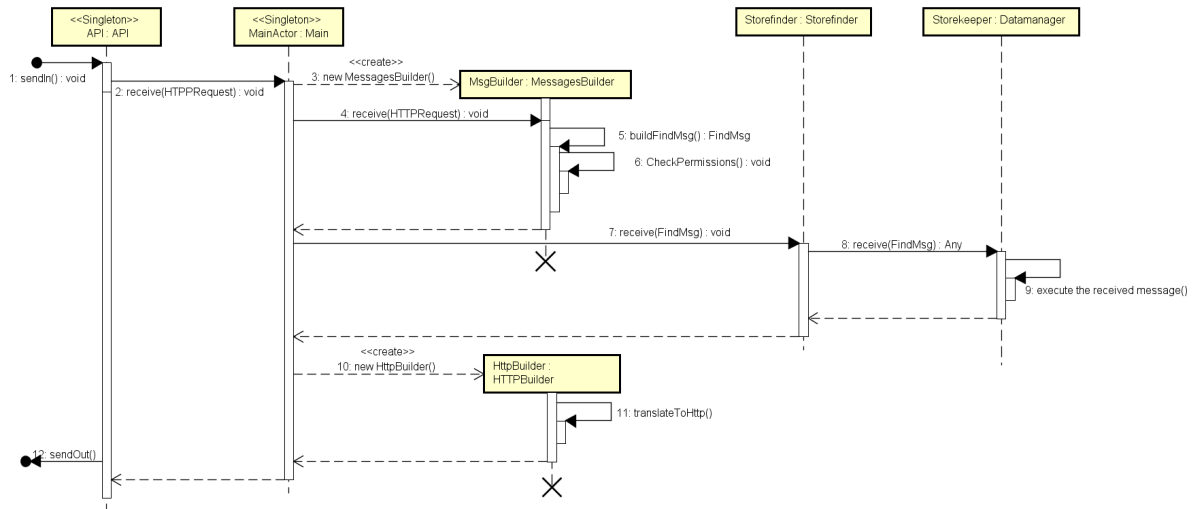 <<Singleton>>
API : API
<<Singleton>>
MainActor : Main
Storefinder : Storefinder
Storekeeper : Datamanager
1: sendIn() : void
2: receive(HTPPRequest) : void
<<create>>
3: new MessagesBuilder()
MsgBuilder : MessagesBuilder
4: receive(HTTPRequest) : void
5: buildFindMsg() : FindMsg
6: CheckPermissions() : void
7: receive(FindMsg) : void
8: receive(FindMsg) : Any
9: execute the received message()
<<create>>
10: new HttpBuilder()
HttpBuilder :
HTTPBuilder
11: translateToHttp()
12: sendOut()